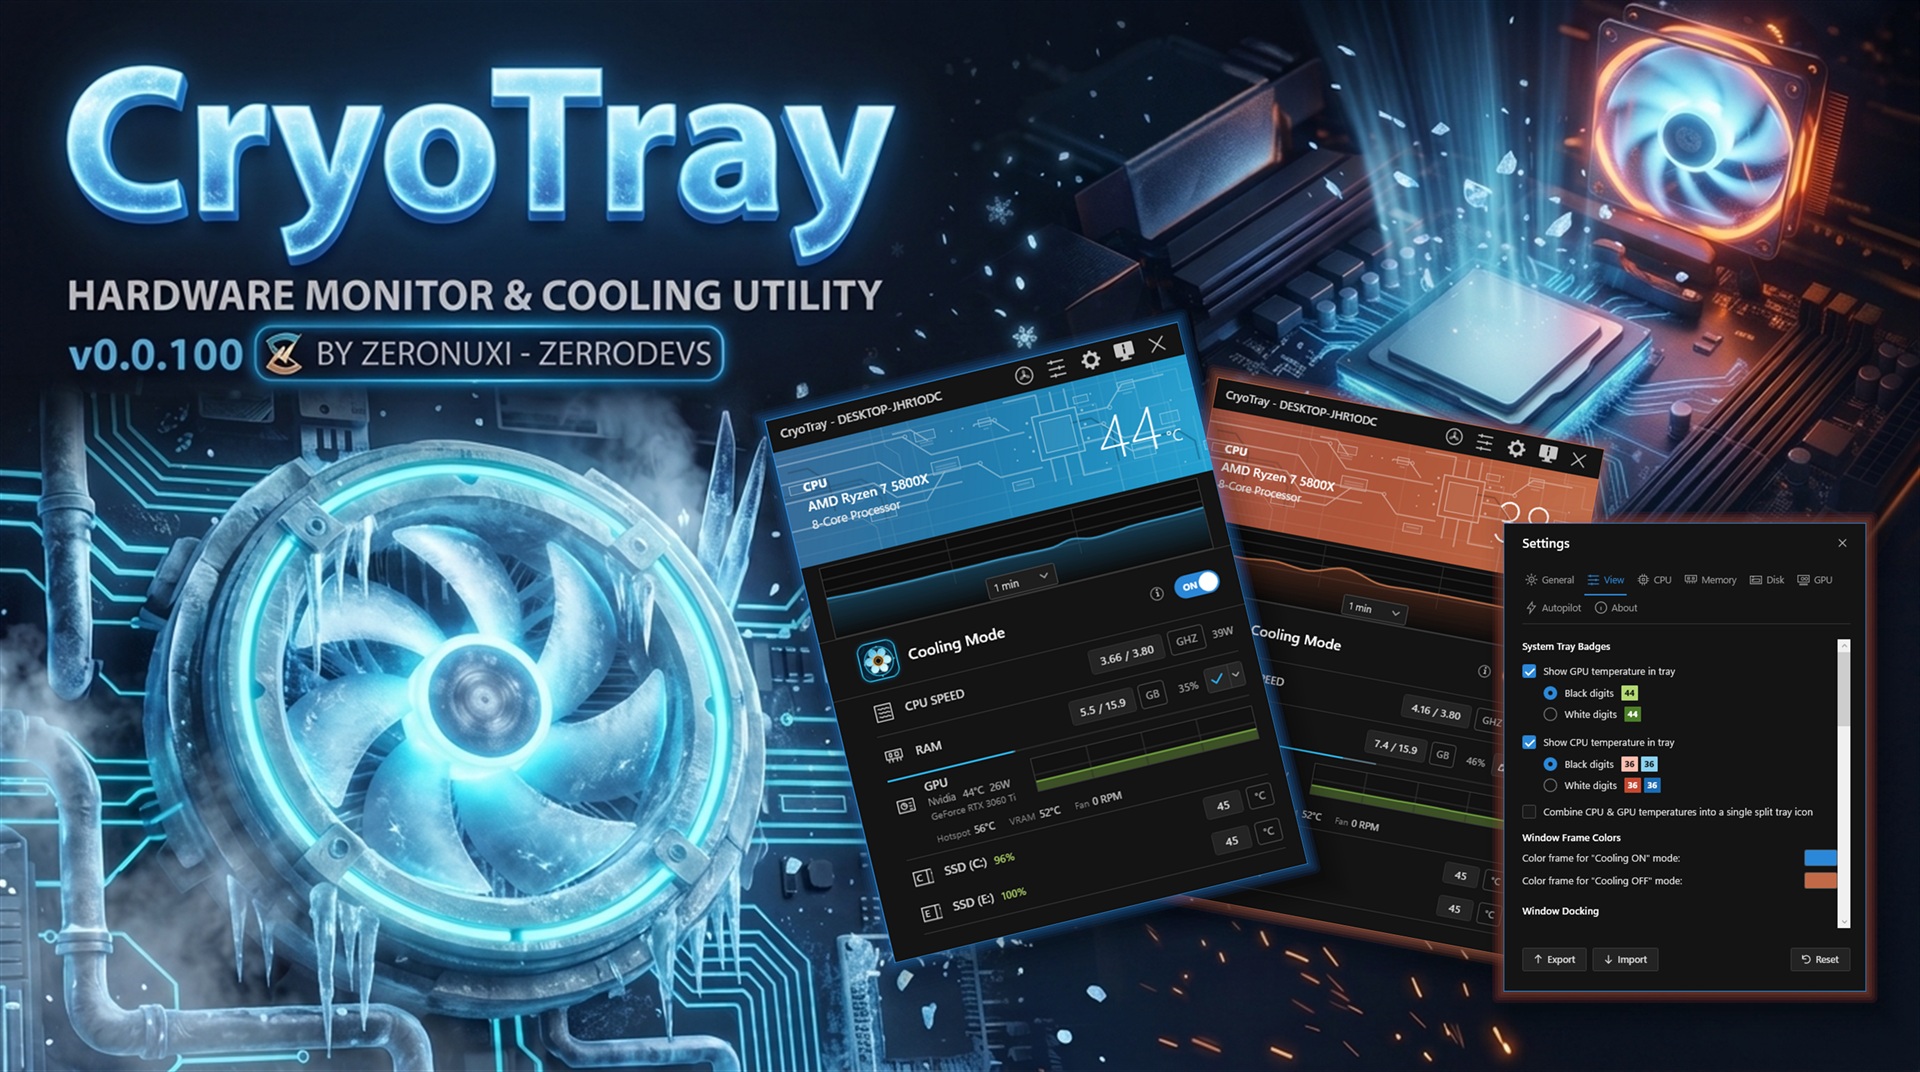 CryoTray
HARDWARE MONITOR & COOLING UTILITY
v0.0.100 BY ZERONUXI - ZERRODEVS
CryoTray - DESKTOP-JHR1ODC
44 °C
CPU
AMD Ryzen 7 5800X
8-Core Processor
1 min
ON
Cooling Mode
CPU SPEED 3.66 / 3.80 GHZ 39W
RAM 5.5 / 15.9 GB 35%
GPU
Nvidia 44°C 26W
GeForce RTX 3060 Ti
Hotspot 56°C VRAM 52°C Fan 0 RPM
C SSD (C:) 96% 45 °C
E SSD (E:) 100% 45 °C
CryoTray - DESKTOP-JHR1ODC
CPU
AMD Ryzen 7 5800X
8-Core Processor
1 min
Cooling Mode
4.16 / 3.80 GHZ
7.4 / 15.9 GB 46%
52°C Fan 0 RPM
45 °C
45 °C
Settings
General View CPU Memory Disk GPU
Autopilot About
System Tray Badges
Show GPU temperature in tray
Black digits 44
White digits 44
Show CPU temperature in tray
Black digits 36 36
White digits 36 36
Combine CPU & GPU temperatures into a single split tray icon
Window Frame Colors
Color frame for "Cooling ON" mode:
Color frame for "Cooling OFF" mode:
Window Docking
Export Import Reset